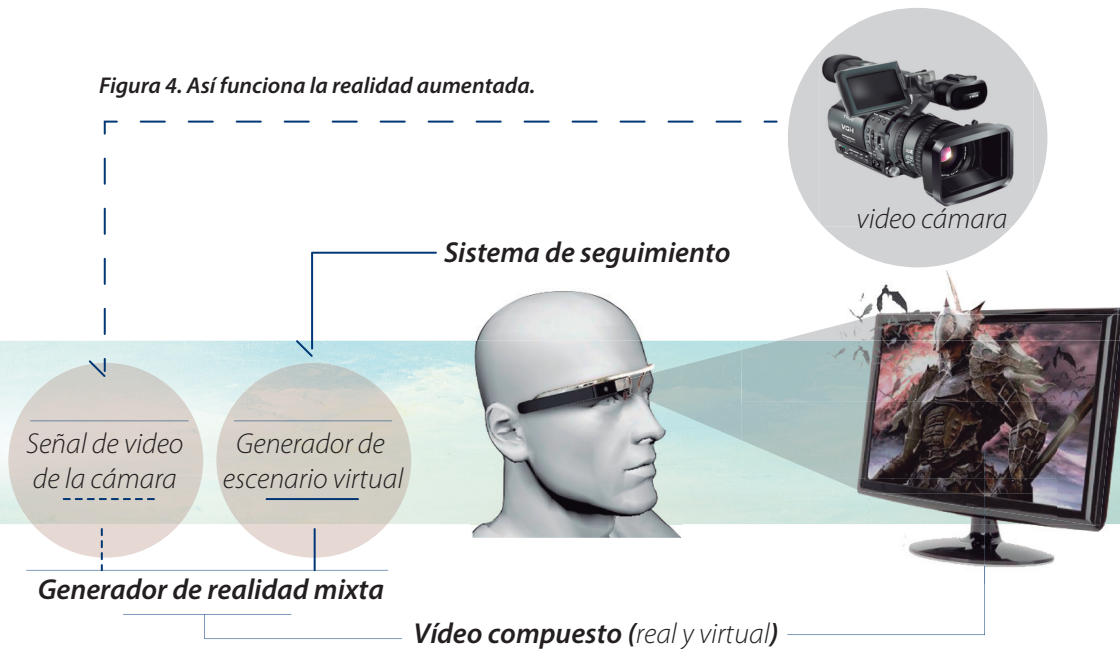 Figura 4. Así funciona la realidad aumentada.
video cámara
Sistema de seguimiento
Señal de video
de la cámara
Generador de
escenario virtual
Generador de realidad mixta
Vídeo compuesto (real y virtual)